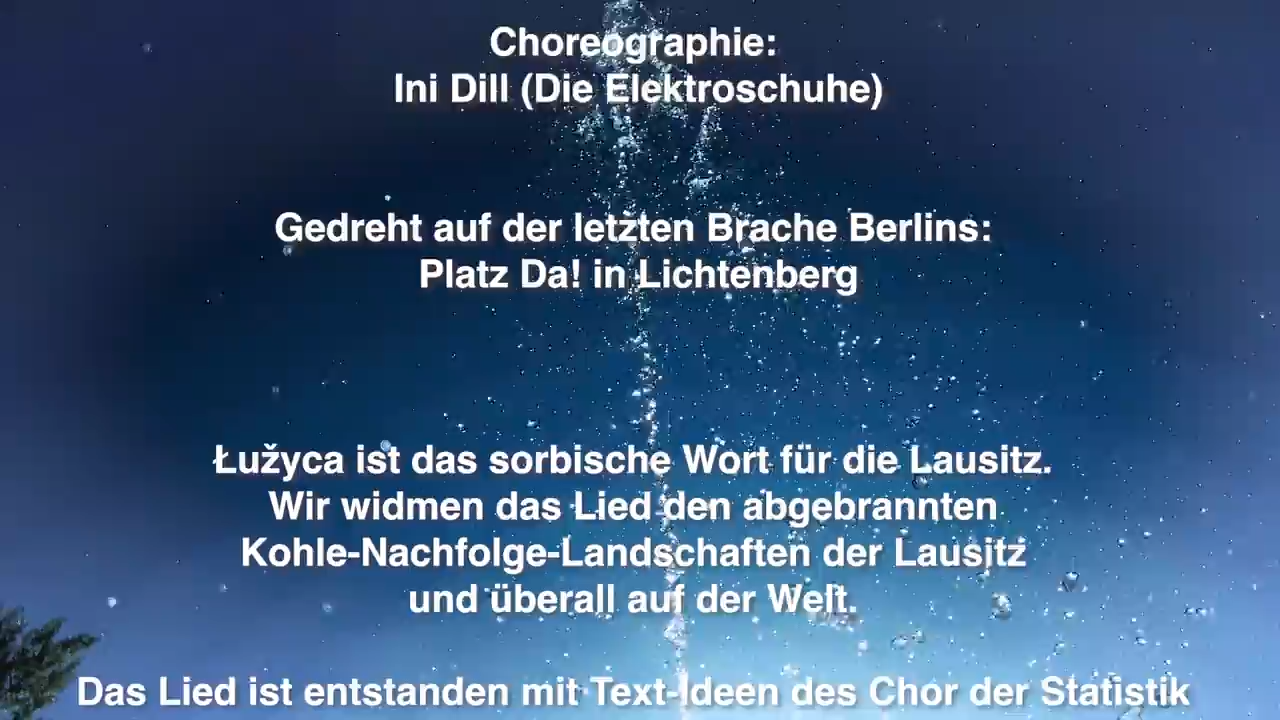 Choreographie:
Ini Dill (Die Elektroschuhe)
Gedreht auf der letzten Brache Berlins:
Platz Da! in Lichtenberg
Łužyca ist das sorbische Wort für die Lausitz.
Wir widmen das Lied den abgebrannten
Kohle-Nachfolge-Landschaften der Lausitz
und überall auf der Welt.
Das Lied ist entstanden mit Text-Ideen des Chor der Statistik